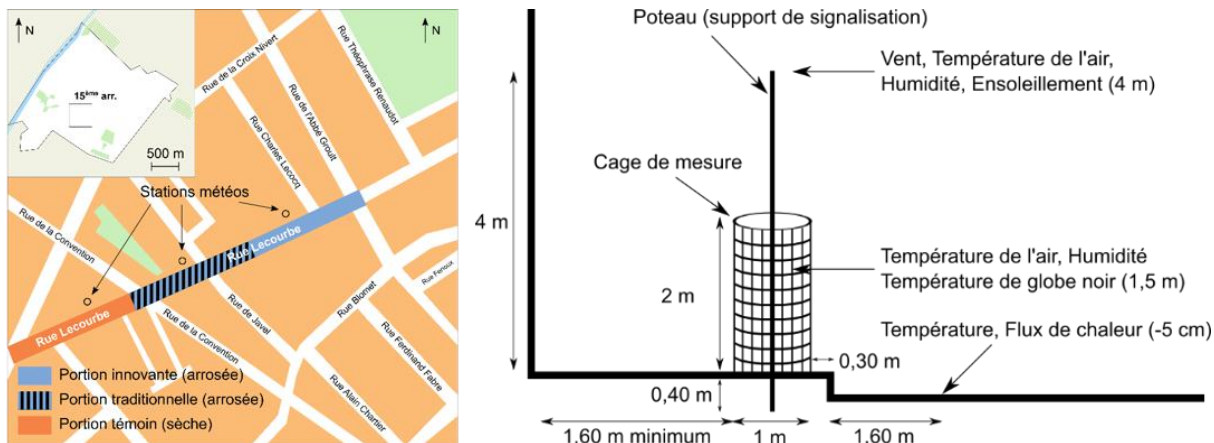 N
15ème arr.
500 m
N
Rue de la Croix Nivert
Rue Théophrase Renaudot
Rue de l'Abbé Groult
Rue Charles Lecocq
Stations météos
Rue de la Convention
Rue Lecourbe
Rue Lecourbe
Rue de la Convention
Rue de Javel
Rue Blomet
Rue Ferdinand Fabre
Rue Alain Chartier
Portion innovante (arrosée)
Portion traditionnelle (arrosée)
Portion témoin (sèche)
Poteau (support de signalisation)
Vent, Température de l'air,
Humidité, Ensoleillement (4 m)
Cage de mesure
4 m
Température de l'air, Humidité
Température de globe noir (1,5 m)
2 m
Température, Flux de chaleur (-5 cm)
0,30 m
0,40 m
1,60 m minimum
1 m
1,60 m